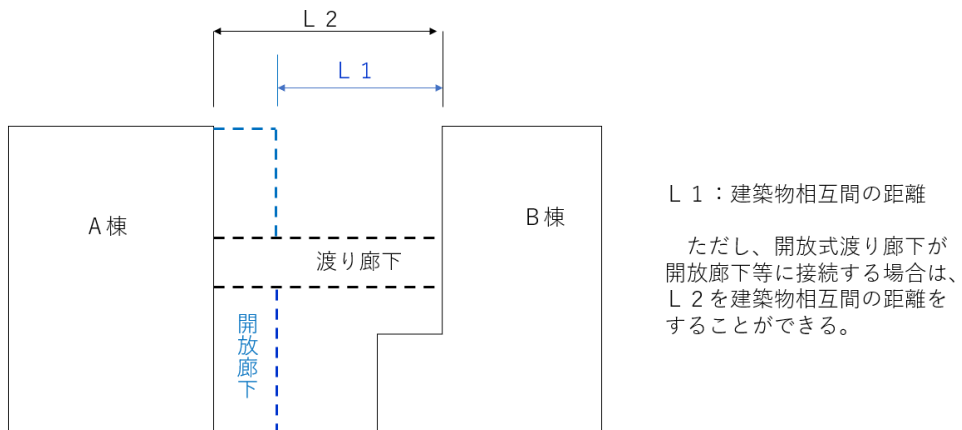 L2
L1
A棟
B棟
渡り廊下
開放廊下
L1:建築物相互間の距離
ただし、開放式渡り廊下が
開放廊下等に接続する場合は、
L2を建築物相互間の距離を
することができる。